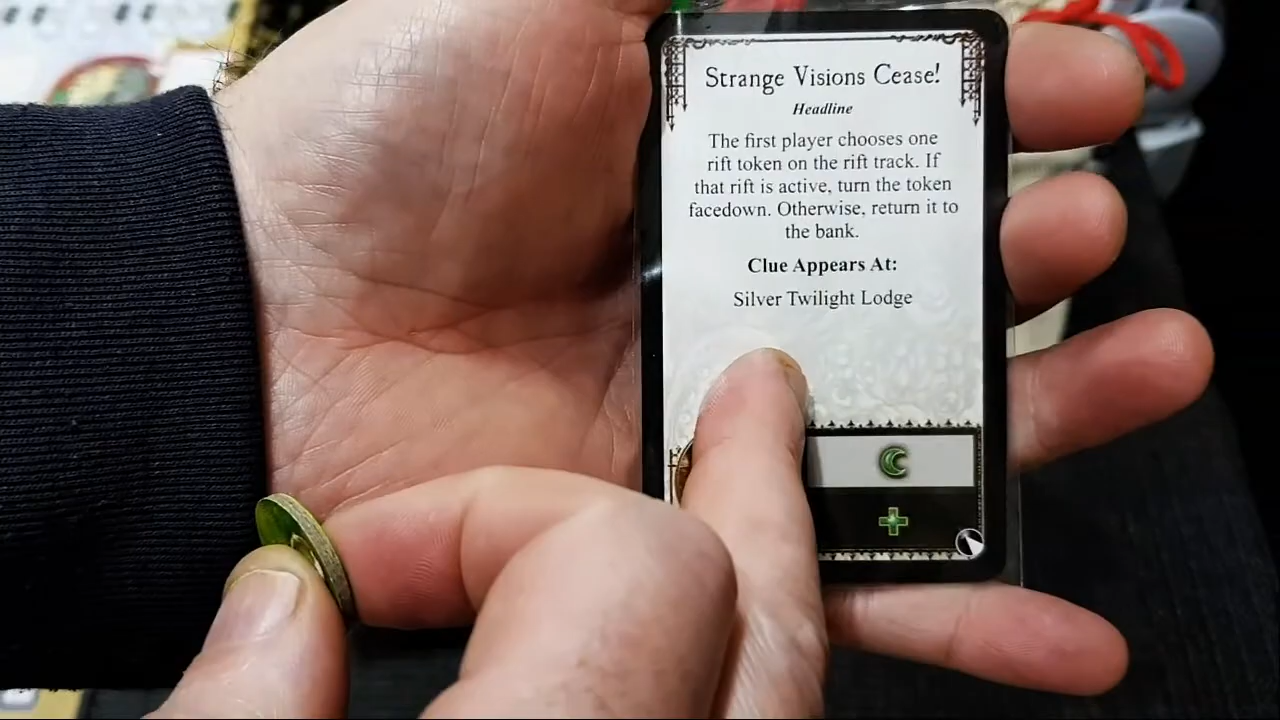 Strange Visions Cease!
Headline
The first player chooses one
rift token on the rift track. If
that rift is active, turn the token
facedown. Otherwise, return it to
the bank.
Clue Appears At:
Silver Twilight Lodge